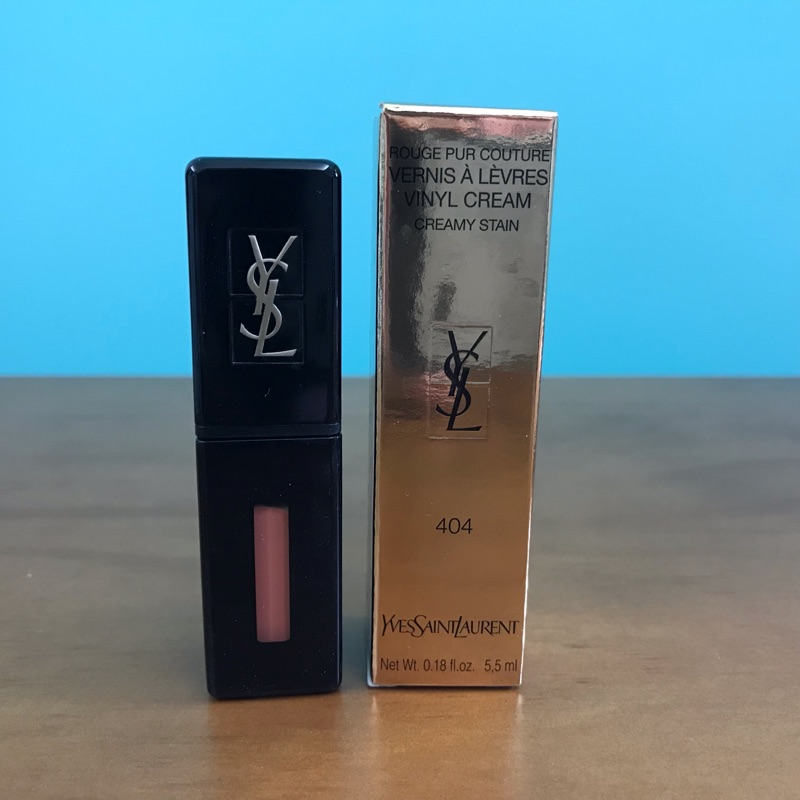 YSL
ROUGE PUR COUTURE
VERNIS À LÈVRES
VINYL CREAM
CREAMY STAIN
YSL
404
YVESSAINTLAURENT
Net Wt. 0.18 fl.oz. 5,5 ml